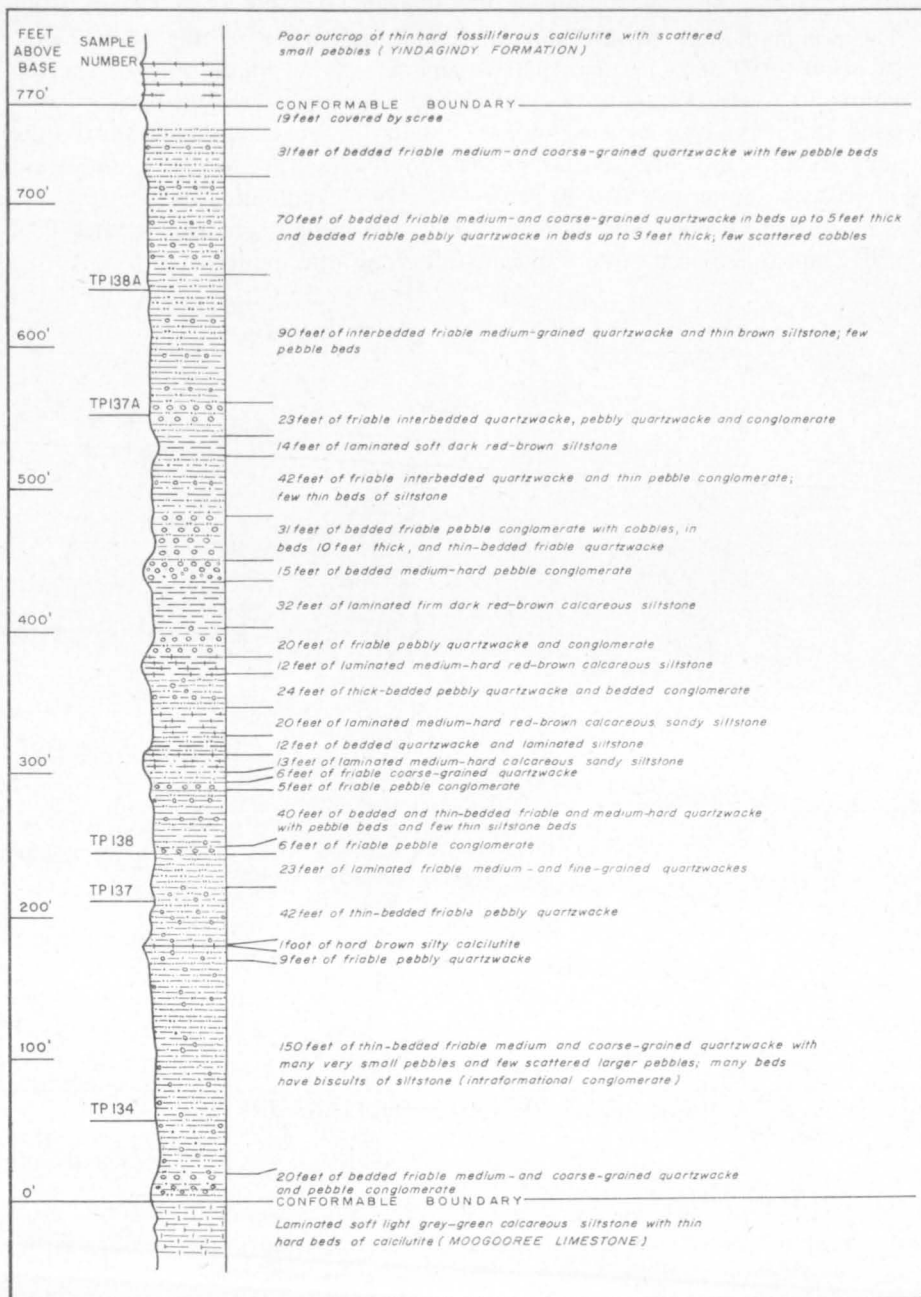 FEET
ABOVE
BASE
SAMPLE
NUMBER
Poor outcrop of thin hard fossiliferous calcilutite with scattered
small pebbles (YINDAGINDY FORMATION)
770'
CONFORMABLE BOUNDARY
19 feet covered by scree
31 feet of bedded friable medium-and coarse-grained quartzwacke with few pebble beds
700'
70 feet of bedded friable medium-and coarse-grained quartzwacke in beds up to 5 feet thick
and bedded friable pebbly quartzwacke in beds up to 3 feet thick; few scattered cobbles
TP 138A
600'
90 feet of interbedded friable medium-grained quartzwacke and thin brown siltstone; few
pebble beds
TP137A
23 feet of friable interbedded quartzwacke, pebbly quartzwacke and conglomerate
14 feet of laminated soft dark red-brown siltstone
500'
42 feet of friable interbedded quartzwacke and thin pebble conglomerate;
few thin beds of siltstone
31 feet of bedded friable pebble conglomerate with cobbles, in
beds 10 feet thick, and thin-bedded friable quartzwacke
15 feet of bedded medium-hard pebble conglomerate
32 feet of laminated firm dark red-brown calcareous siltstone
400'
20 feet of friable pebbly quartzwacke and conglomerate
12 feet of laminated medium-hard red-brown calcareous siltstone
24 feet of thick-bedded pebbly quartzwacke and bedded conglomerate
20 feet of laminated medium-hard red-brown calcareous sandy siltstone
12 feet of bedded quartzwacke and laminated siltstone
13 feet of laminated medium-hard calcareous sandy siltstone
300'
6 feet of friable coarse-grained quartzwacke
5 feet of friable pebble conglomerate
40 feet of bedded and thin-bedded friable and medium-hard quartzwacke
with pebble beds and few thin siltstone beds
TP 138
6 feet of friable pebble conglomerate
23 feet of laminated friable medium-and fine-grained quartzwackes
TP 137
200'
42 feet of thin-bedded friable pebbly quartzwacke
1 foot of hard brown silty calcilutite
9 feet of friable pebbly quartzwacke
100'
150 feet of thin-bedded friable medium and coarse-grained quartzwacke with
many very small pebbles and few scattered larger pebbles; many beds
have biscuits of siltstone (intraformational conglomerate)
TP 134
20 feet of bedded friable medium-and coarse-grained quartzwacke
and pebble conglomerate
0'
CONFORMABLE BOUNDARY
Laminated soft light grey-green calcareous siltstone with thin
hard beds of calcilutite (MOOGOOREE LIMESTONE)